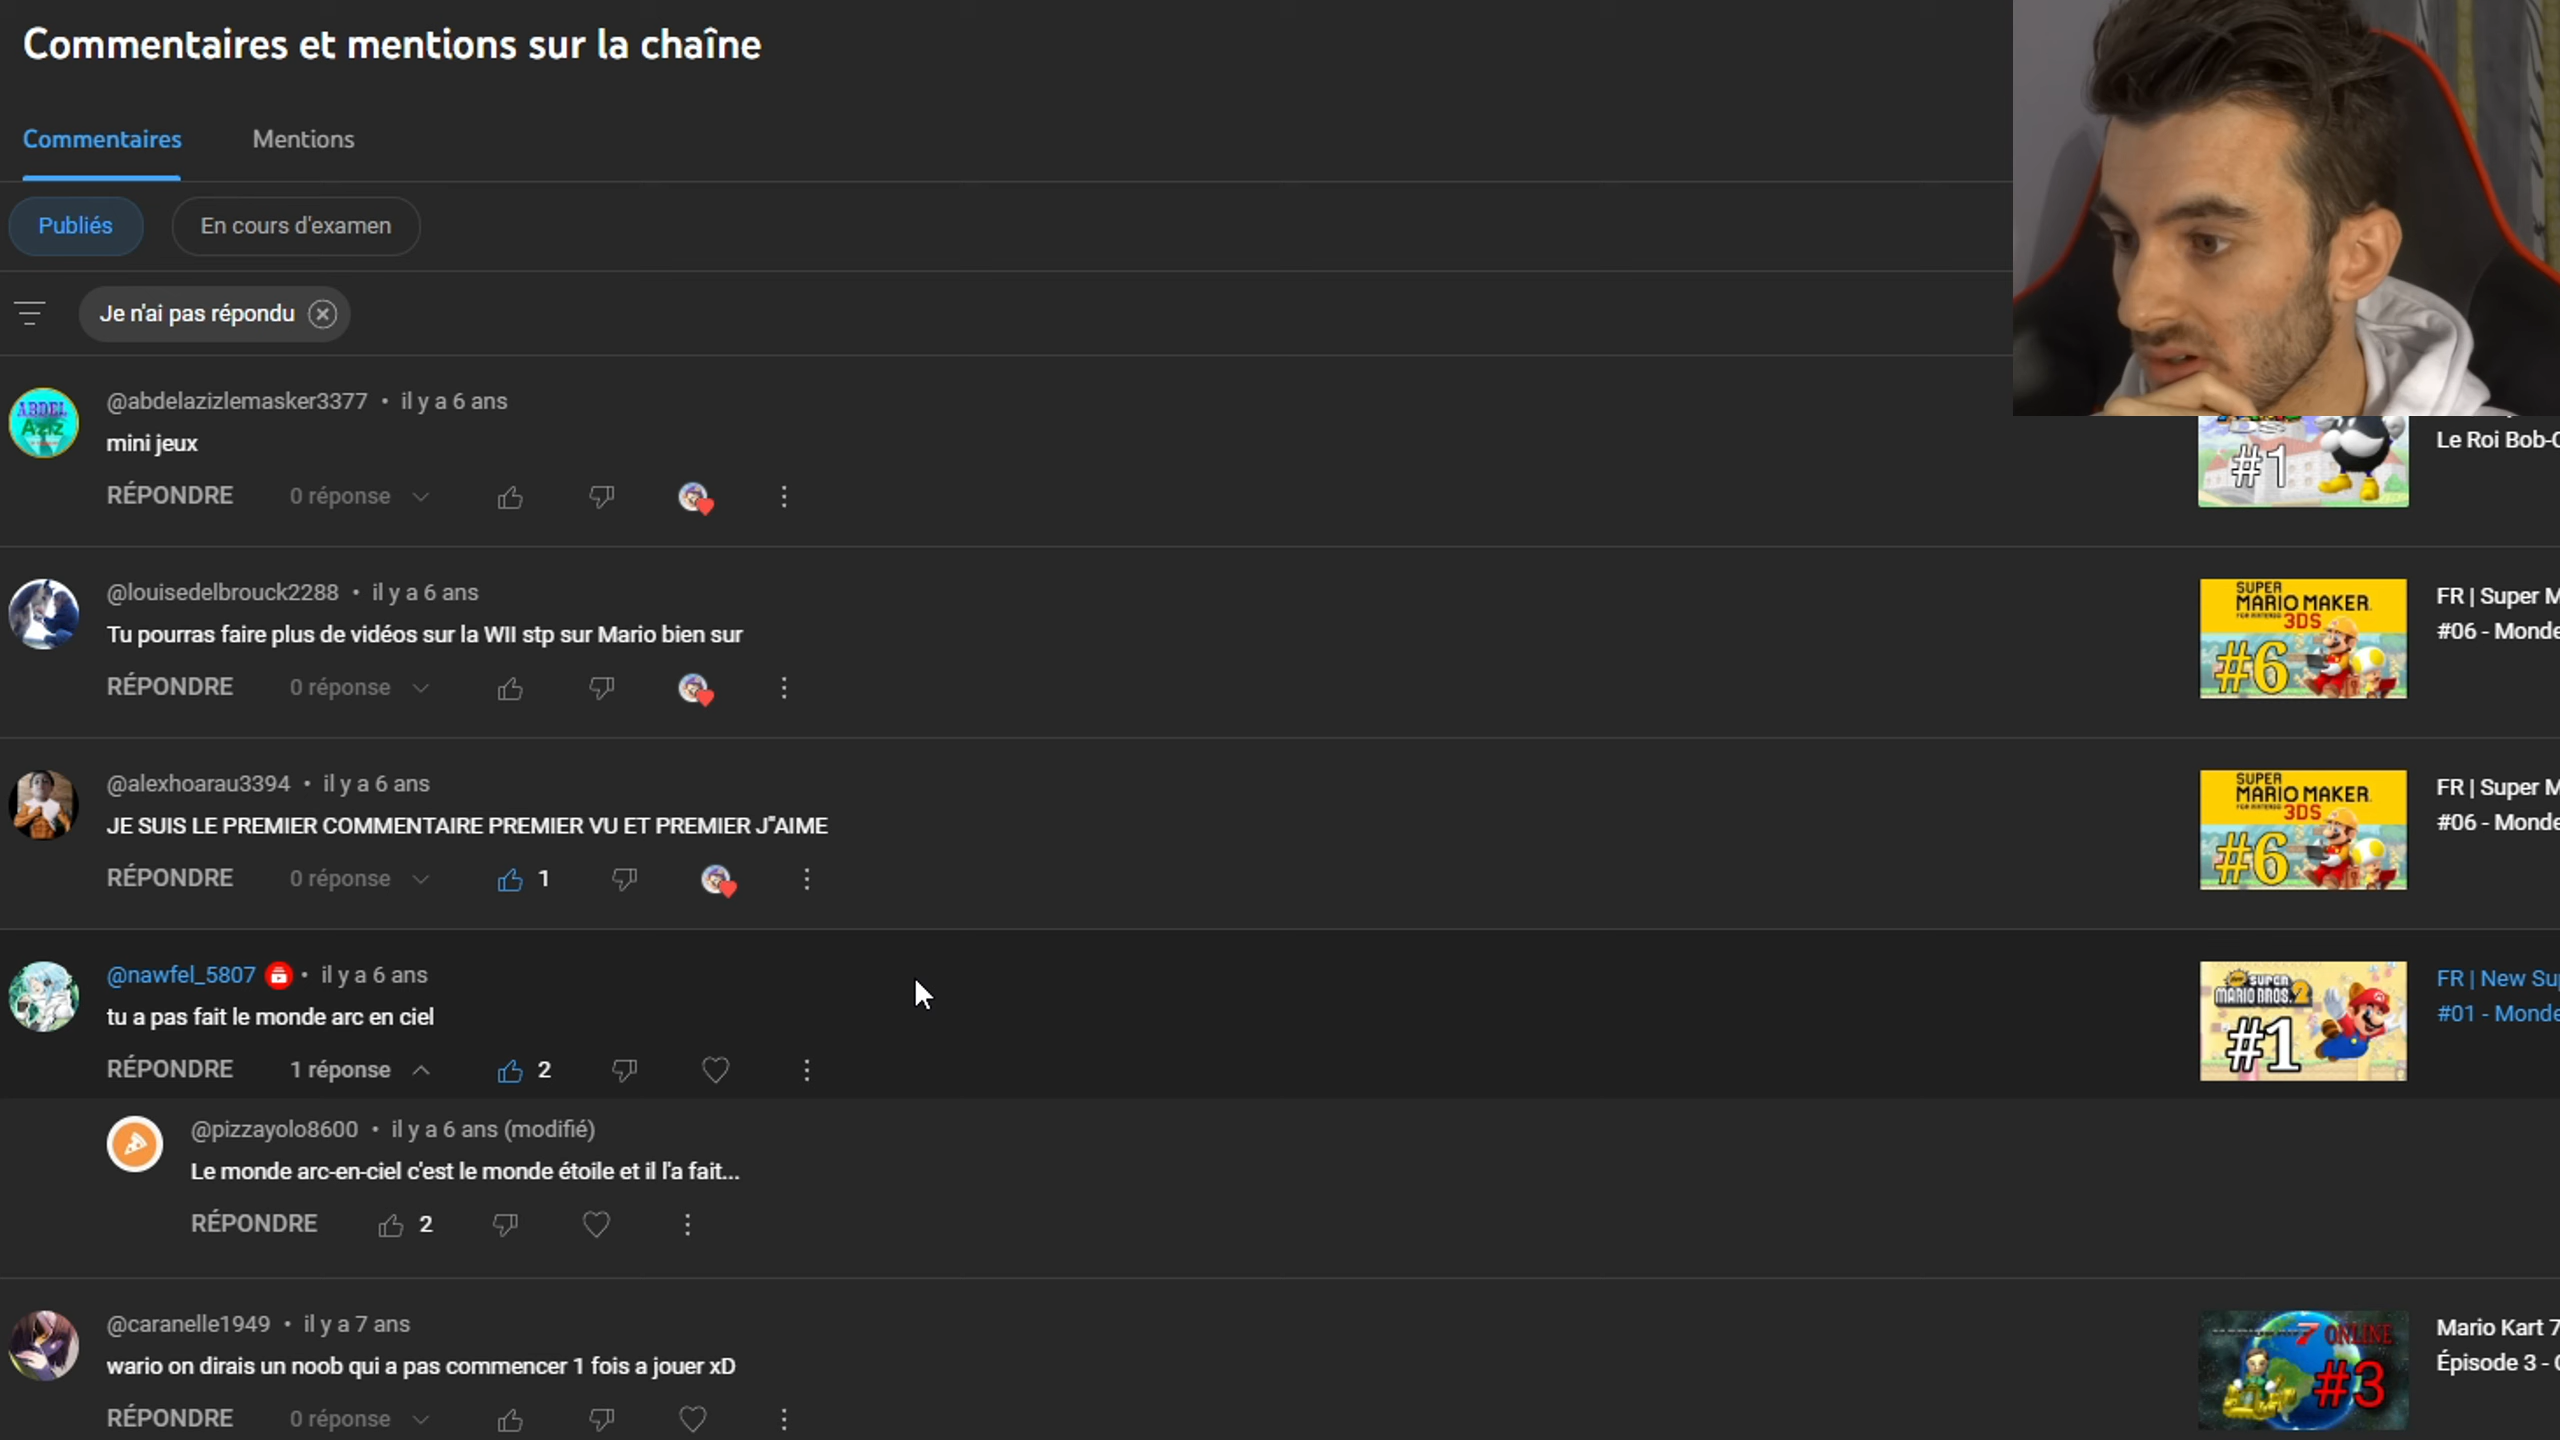 Commentaires et mentions sur la chaîne
Commentaires Mentions
Publiés En cours d'examen
Je n'ai pas répondu
ABDEL
Aziz
@abdelazizlemasker3377 • il y a 6 ans
mini jeux
RÉPONDRE 0 réponse
#1
Le Roi Bob-
@louisedelbrouck2288 • il y a 6 ans
Tu pourras faire plus de vidéos sur la WII stp sur Mario bien sur
RÉPONDRE 0 réponse
SUPER
MARIO MAKER
FOR NINTENDO 3DS
#6
FR | Super M
#06 - Monde
@alexhoarau3394 • il y a 6 ans
JE SUIS LE PREMIER COMMENTAIRE PREMIER VU ET PREMIER J"AIME
RÉPONDRE 0 réponse 1
SUPER
MARIO MAKER
FOR NINTENDO 3DS
#6
FR | Super M
#06 - Monde
@nawfel_5807 • il y a 6 ans
tu a pas fait le monde arc en ciel
RÉPONDRE 1 réponse 2
New SUPER
MARIO BROS. 2
#1
FR | New Sup
#01 - Monde
@pizzayolo8600 • il y a 6 ans (modifié)
Le monde arc-en-ciel c'est le monde étoile et il l'a fait...
RÉPONDRE 2
@caranelle1949 • il y a 7 ans
wario on dirais un noob qui a pas commencer 1 fois a jouer xD
RÉPONDRE 0 réponse
7 ONLINE
#3
Mario Kart 7
Épisode 3 -